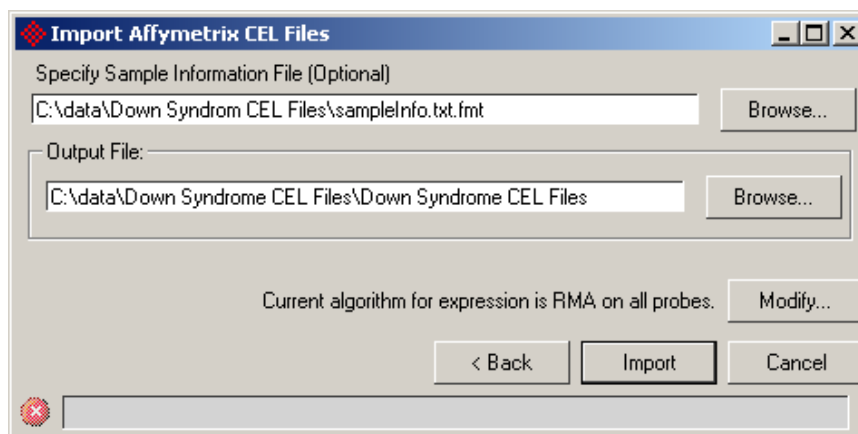 Import Affymetrix CEL Files
Specify Sample Information File (Optional)
C:\data\Down Syndrom CEL Files\sampleInfo.txt.fmt
Browse...
Output File:
C:\data\Down Syndrome CEL Files\Down Syndrome CEL Files
Browse...
Current algorithm for expression is RMA on all probes.
Modify...
< Back
Import
Cancel